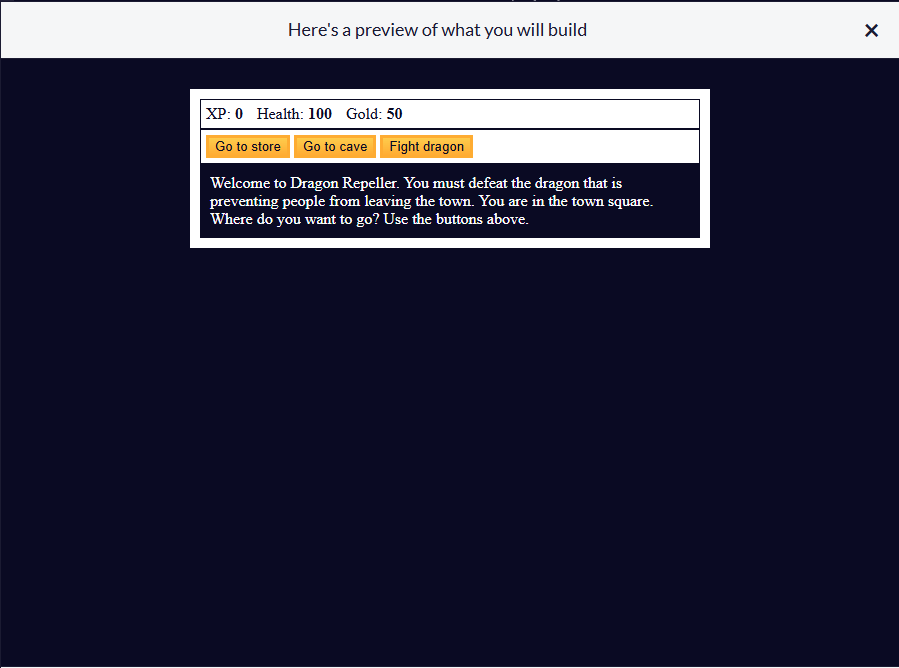 Here's a preview of what you will build
XP: 0 Health: 100 Gold: 50
Go to store Go to cave Fight dragon
Welcome to Dragon Repeller. You must defeat the dragon that is
preventing people from leaving the town. You are in the town square.
Where do you want to go? Use the buttons above.